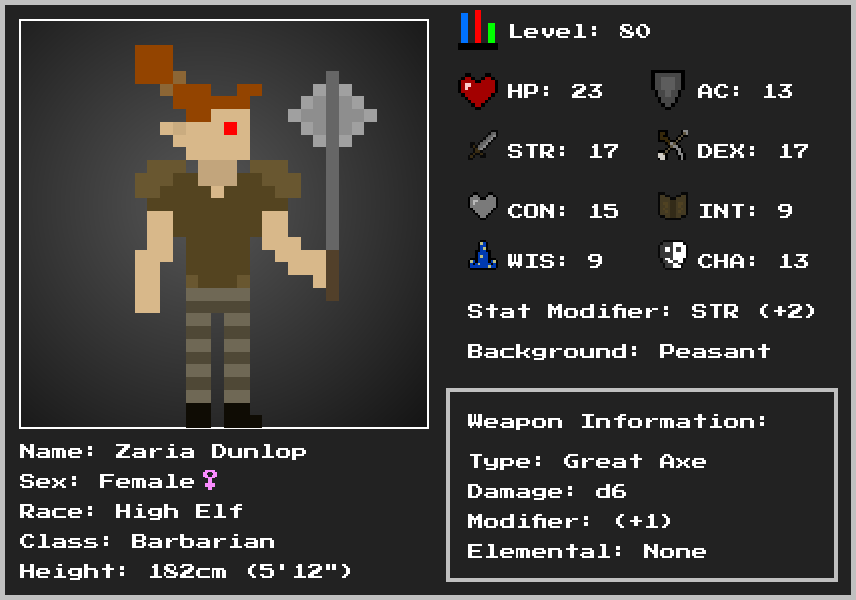 Level: 80
HP: 23 AC: 13
STR: 17 DEX: 17
CON: 15 INT: 9
WIS: 9 CHA: 13
Stat Modifier: STR (+2)
Background: Peasant
Weapon Information:
Type: Great Axe
Damage: d6
Modifier: (+1)
Elemental: None
Name: Zaria Dunlop
Sex: Female♀
Race: High Elf
Class: Barbarian
Height: 182cm (5'12")